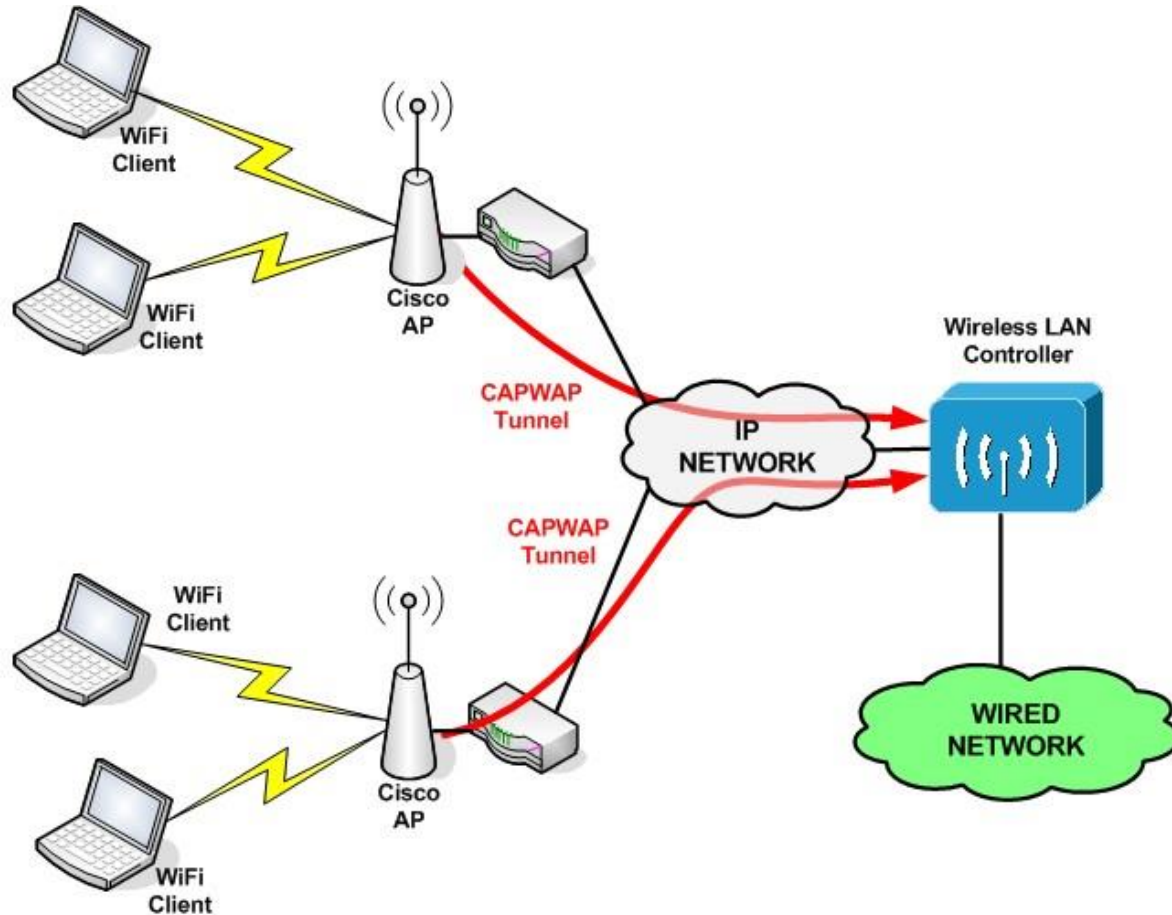 WiFi
Client
WiFi
Client
Cisco
AP
CAPWAP
Tunnel
Wireless LAN
Controller
IP
NETWORK
CAPWAP
Tunnel
WiFi
Client
Cisco
AP
WiFi
Client
WIRED
NETWORK